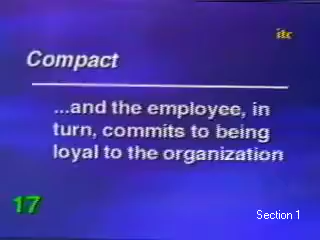 itc
Compact
...and the employee, in
turn, commits to being
loyal to the organization
17
Section 1